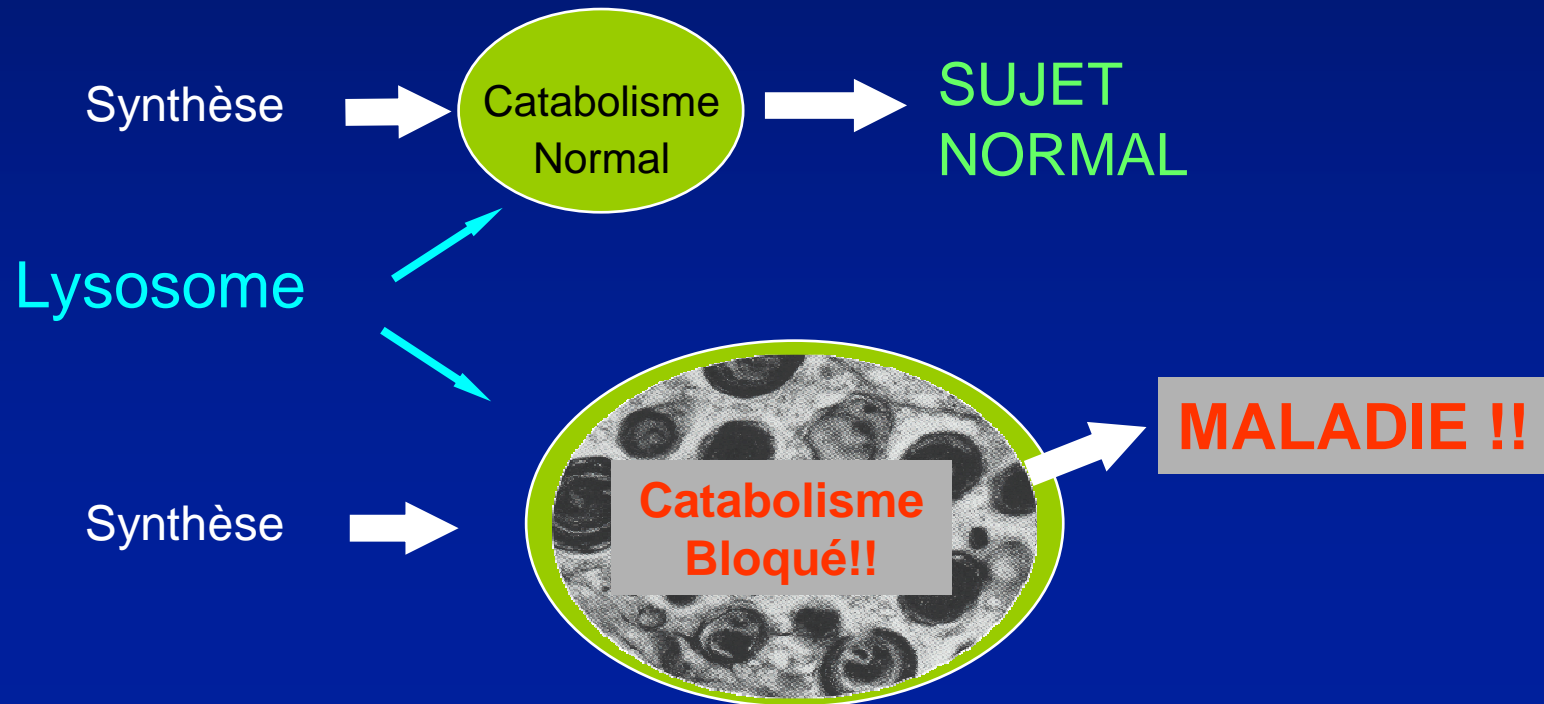 Synthèse
Catabolisme
Normal
SUJET
NORMAL
Lysosome
Synthèse
Catabolisme
Bloqué!!
MALADIE !!